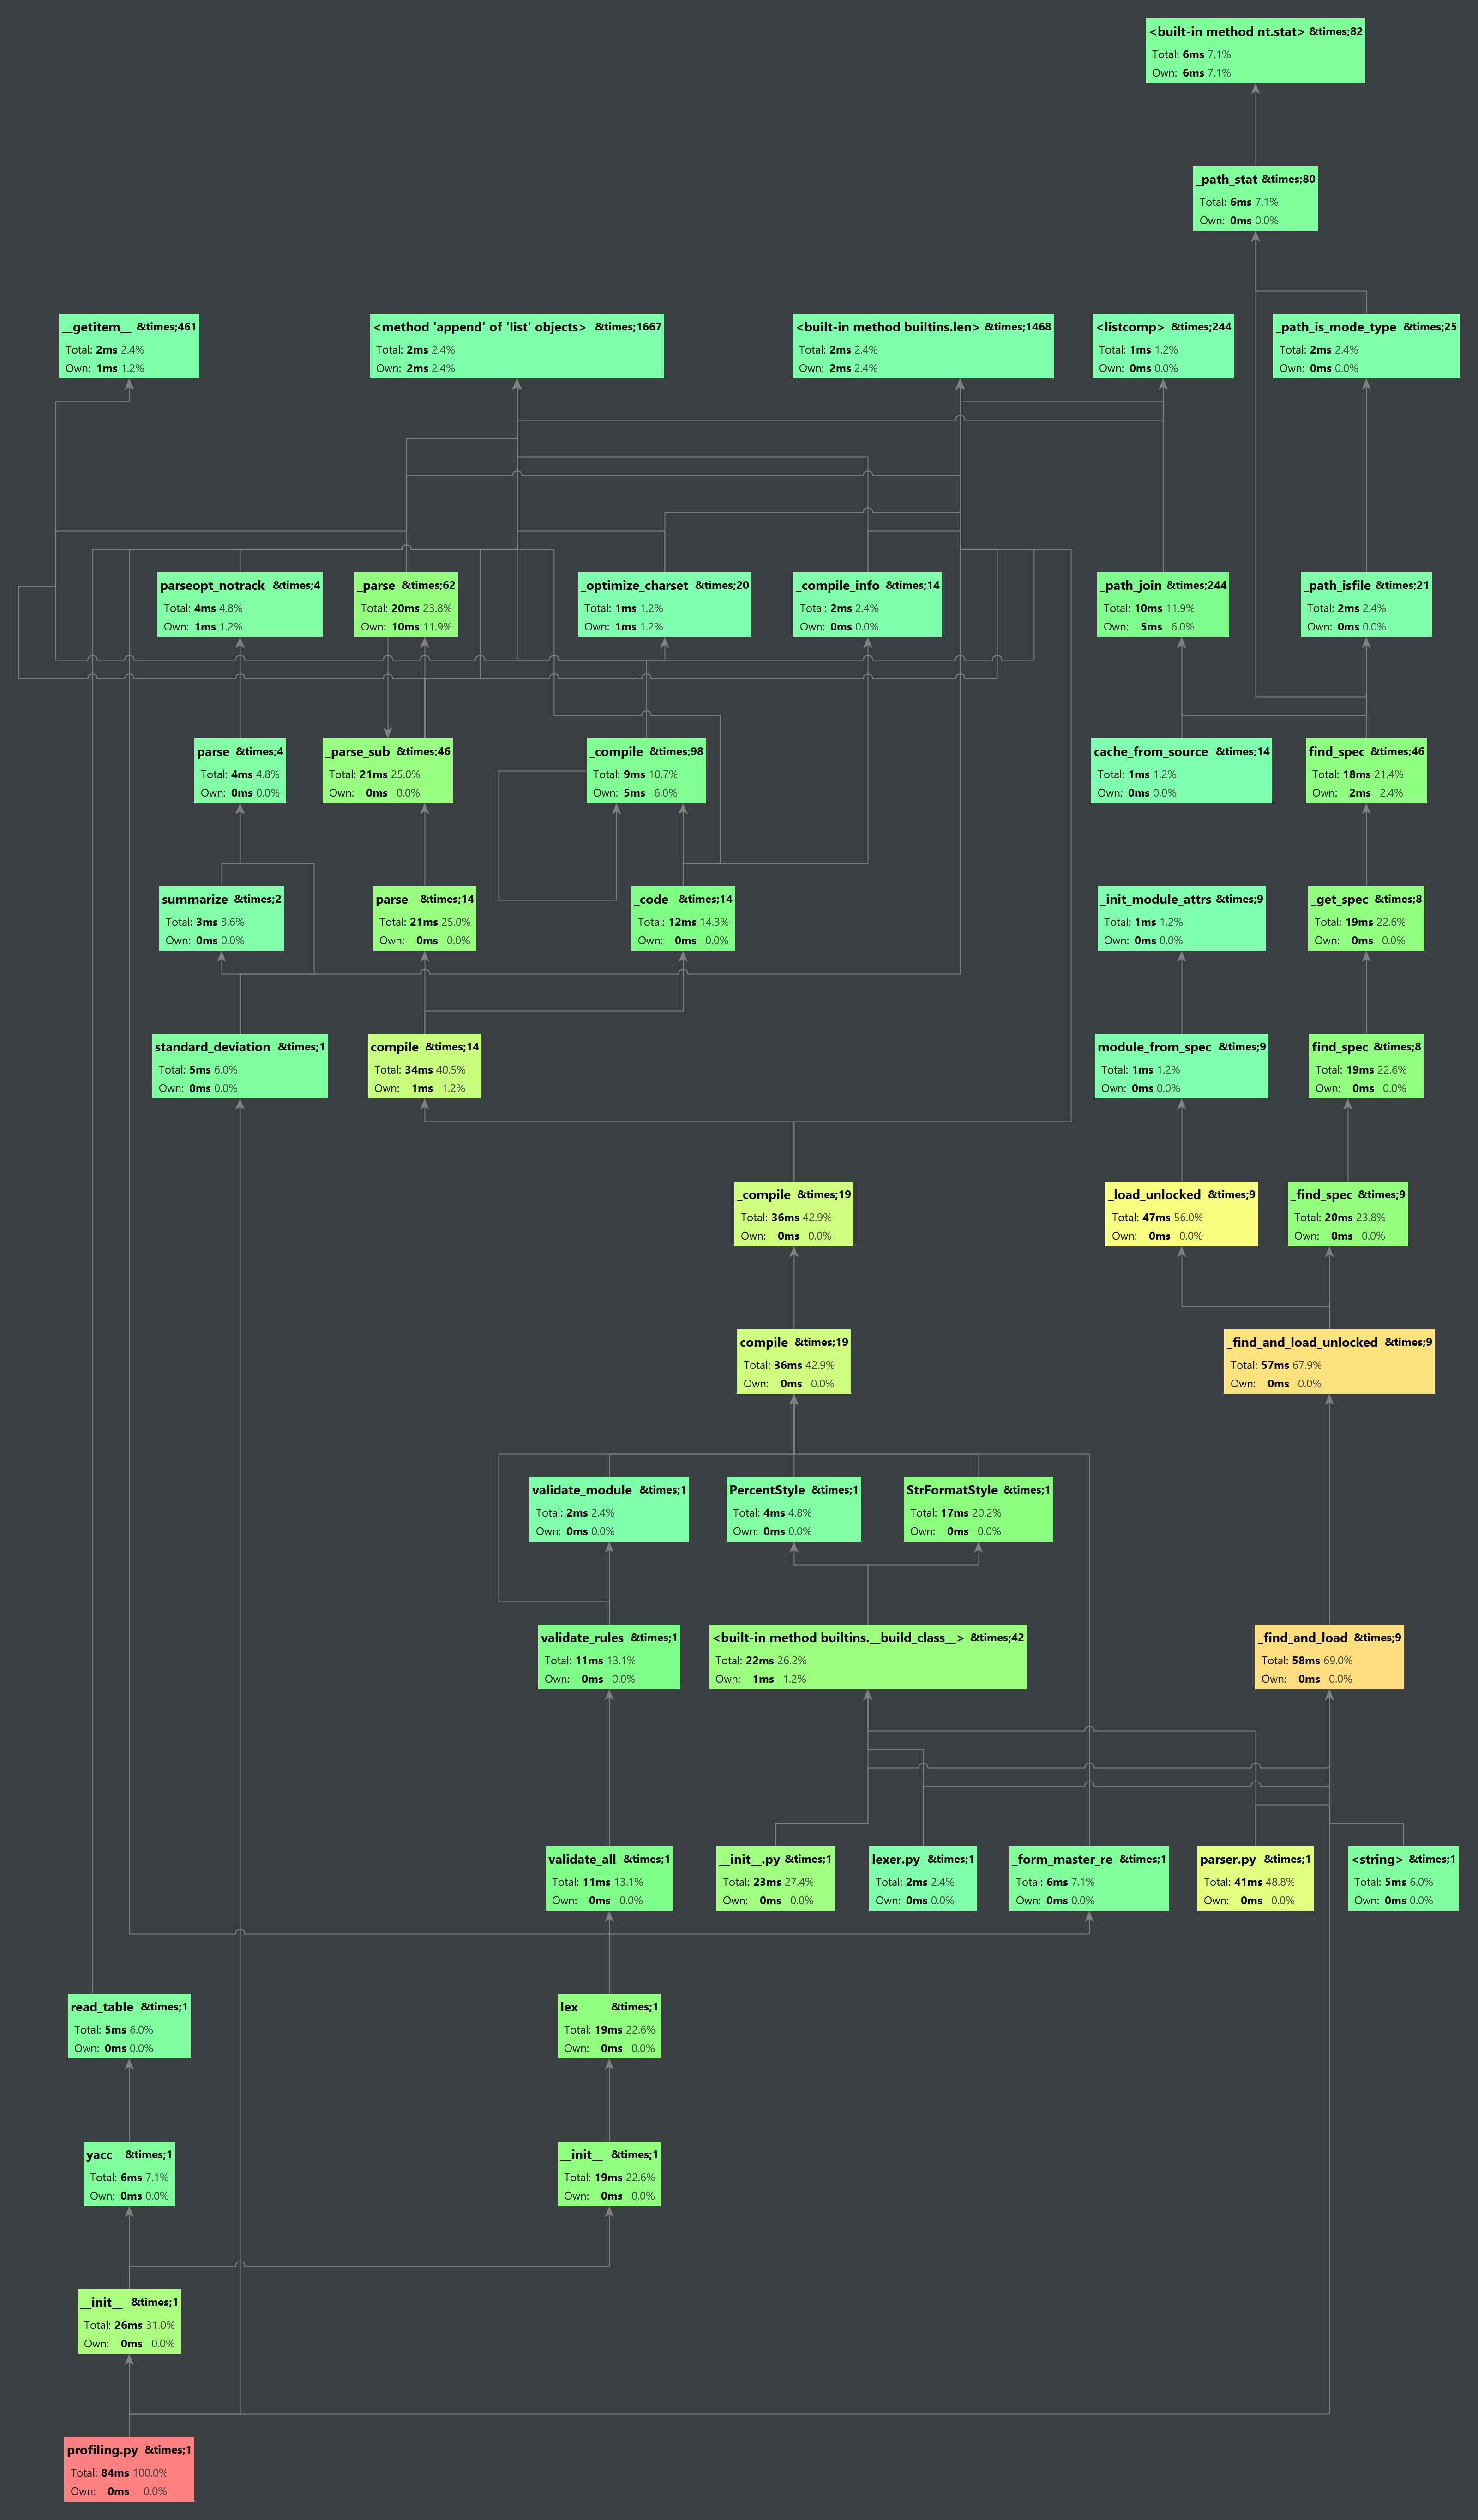 <built-in method nt.stat> &times;82
Total: 6ms 7.1%
Own: 6ms 7.1%
_path_stat &times;80
Total: 6ms 7.1%
Own: 0ms 0.0%
__getitem__ &times;461
Total: 2ms 2.4%
Own: 1ms 1.2%
<method 'append' of 'list' objects> &times;1667
Total: 2ms 2.4%
Own: 2ms 2.4%
<built-in method builtins.len> &times;1468
Total: 2ms 2.4%
Own: 2ms 2.4%
<listcomp> &times;244
Total: 1ms 1.2%
Own: 0ms 0.0%
_path_is_mode_type &times;25
Total: 2ms 2.4%
Own: 0ms 0.0%
parseopt_notrack &times;4
Total: 4ms 4.8%
Own: 1ms 1.2%
_parse &times;62
Total: 20ms 23.8%
Own: 10ms 11.9%
_optimize_charset &times;20
Total: 1ms 1.2%
Own: 1ms 1.2%
_compile_info &times;14
Total: 2ms 2.4%
Own: 0ms 0.0%
_path_join &times;244
Total: 10ms 11.9%
Own: 5ms 6.0%
_path_isfile &times;21
Total: 2ms 2.4%
Own: 0ms 0.0%
parse &times;4
Total: 4ms 4.8%
Own: 0ms 0.0%
_parse_sub &times;46
Total: 21ms 25.0%
Own: 0ms 0.0%
_compile &times;98
Total: 9ms 10.7%
Own: 5ms 6.0%
cache_from_source &times;14
Total: 1ms 1.2%
Own: 0ms 0.0%
find_spec &times;46
Total: 18ms 21.4%
Own: 2ms 2.4%
summarize &times;2
Total: 3ms 3.6%
Own: 0ms 0.0%
parse &times;14
Total: 21ms 25.0%
Own: 0ms 0.0%
_code &times;14
Total: 12ms 14.3%
Own: 0ms 0.0%
_init_module_attrs &times;9
Total: 1ms 1.2%
Own: 0ms 0.0%
_get_spec &times;8
Total: 19ms 22.6%
Own: 0ms 0.0%
standard_deviation &times;1
Total: 5ms 6.0%
Own: 0ms 0.0%
compile &times;14
Total: 34ms 40.5%
Own: 1ms 1.2%
module_from_spec &times;9
Total: 1ms 1.2%
Own: 0ms 0.0%
find_spec &times;8
Total: 19ms 22.6%
Own: 0ms 0.0%
_compile &times;19
Total: 36ms 42.9%
Own: 0ms 0.0%
_load_unlocked &times;9
Total: 47ms 56.0%
Own: 0ms 0.0%
_find_spec &times;9
Total: 20ms 23.8%
Own: 0ms 0.0%
compile &times;19
Total: 36ms 42.9%
Own: 0ms 0.0%
_find_and_load_unlocked &times;9
Total: 57ms 67.9%
Own: 0ms 0.0%
validate_module &times;1
Total: 2ms 2.4%
Own: 0ms 0.0%
PercentStyle &times;1
Total: 4ms 4.8%
Own: 0ms 0.0%
StrFormatStyle &times;1
Total: 17ms 20.2%
Own: 0ms 0.0%
validate_rules &times;1
Total: 11ms 13.1%
Own: 0ms 0.0%
<built-in method builtins.__build_class__> &times;42
Total: 22ms 26.2%
Own: 1ms 1.2%
_find_and_load &times;9
Total: 58ms 69.0%
Own: 0ms 0.0%
validate_all &times;1
Total: 11ms 13.1%
Own: 0ms 0.0%
__init__.py &times;1
Total: 23ms 27.4%
Own: 0ms 0.0%
lexer.py &times;1
Total: 2ms 2.4%
Own: 0ms 0.0%
_form_master_re &times;1
Total: 6ms 7.1%
Own: 0ms 0.0%
parser.py &times;1
Total: 41ms 48.8%
Own: 0ms 0.0%
<string> &times;1
Total: 5ms 6.0%
Own: 0ms 0.0%
read_table &times;1
Total: 5ms 6.0%
Own: 0ms 0.0%
lex &times;1
Total: 19ms 22.6%
Own: 0ms 0.0%
yacc &times;1
Total: 6ms 7.1%
Own: 0ms 0.0%
__init__ &times;1
Total: 19ms 22.6%
Own: 0ms 0.0%
__init__ &times;1
Total: 26ms 31.0%
Own: 0ms 0.0%
profiling.py &times;1
Total: 84ms 100.0%
Own: 0ms 0.0%